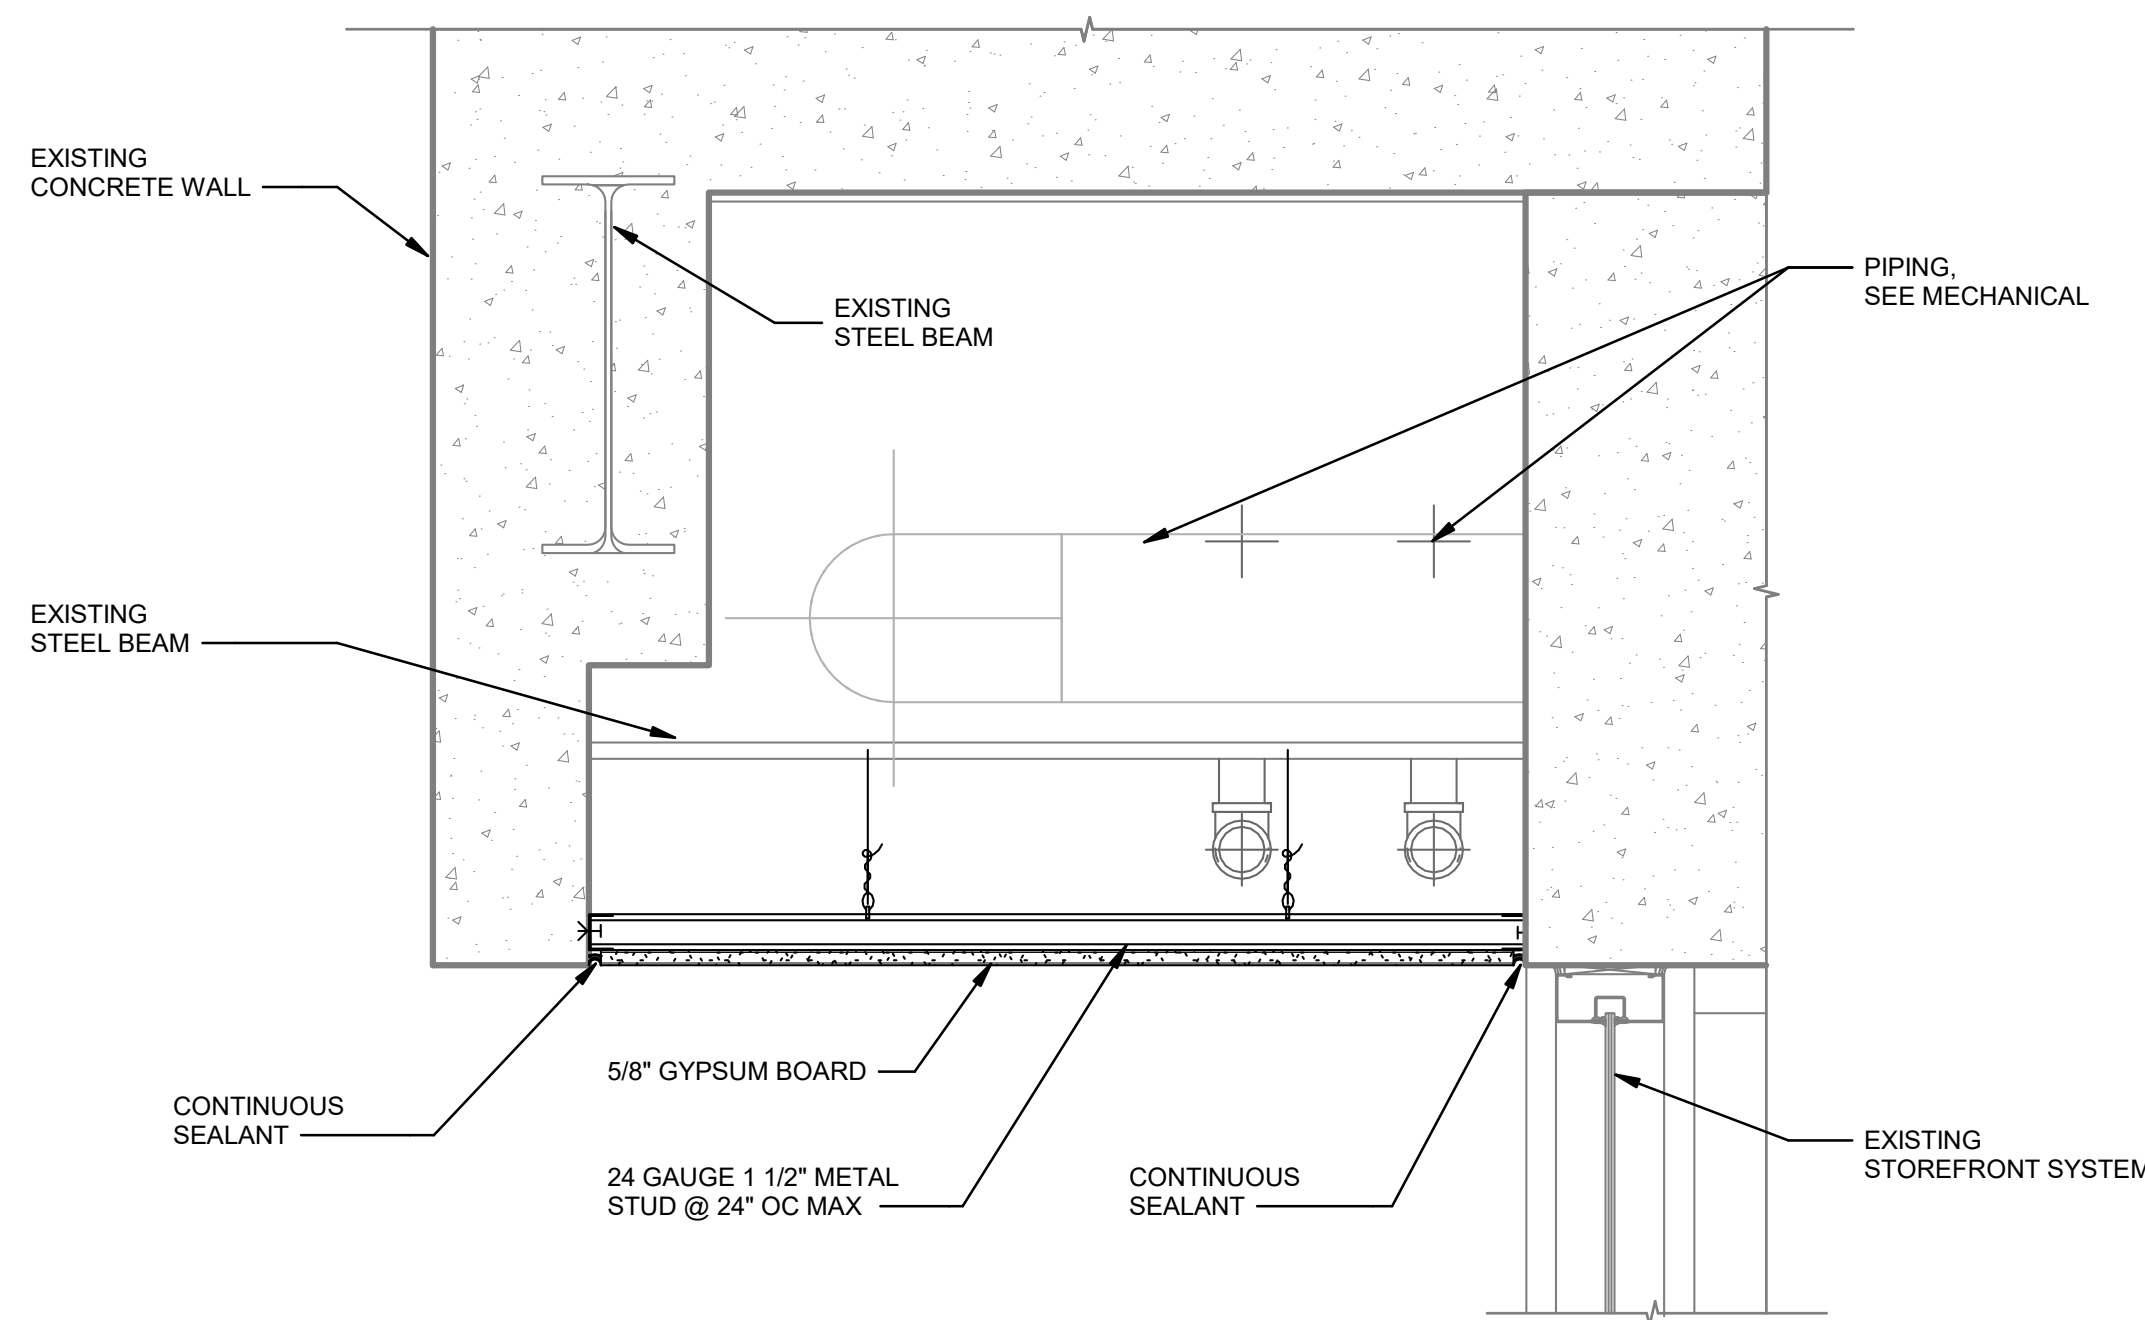 EXISTING
CONCRETE WALL
EXISTING
STEEL BEAM
PIPING,
SEE MECHANICAL
EXISTING
STEEL BEAM
5/8" GYPSUM BOARD
CONTINUOUS
SEALANT
24 GAUGE 1 1/2" METAL
STUD @ 24" OC MAX
CONTINUOUS
SEALANT
EXISTING
STOREFRONT SYSTEM